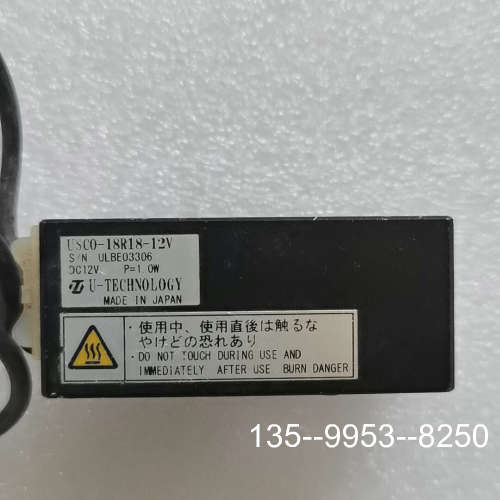 USCO-18R18-12V
S/N ULBE03306
DC12V P=1.0W
U-TECHNOLOGY
MADE IN JAPAN
・使用中、使用直後は触るな
やけどの恐れあり
・DO NOT TOUCH DURING USE AND
IMMEDIATELY AFTER USE BURN DANGER
135--9953--8250